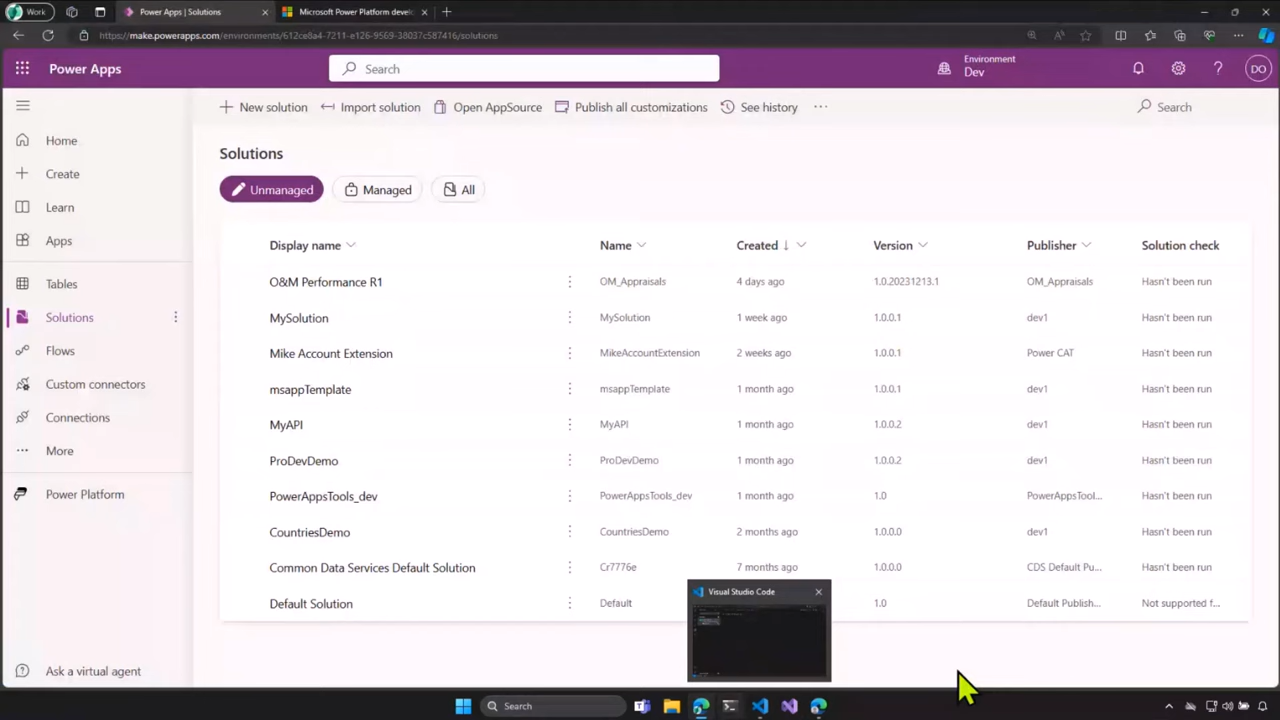 Work
Power Apps | Solutions
Microsoft Power Platform devel
https://make.powerapps.com/environments/612ce8a4-7211-e126-9569-38037c587416/solutions
Power Apps
Search
Environment
Dev
DO
New solution
Import solution
Open AppSource
Publish all customizations
See history
Search
Home
Create
Learn
Apps
Tables
Solutions
Flows
Custom connectors
Connections
More
Power Platform
Ask a virtual agent
Solutions
Unmanaged
Managed
All
Display name Name Created Version Publisher Solution check
O&M Performance R1 OM_Appraisals 4 days ago 1.0.20231213.1 OM_Appraisals Hasn't been run
MySolution MySolution 1 week ago 1.0.0.1 dev1 Hasn't been run
Mike Account Extension MikeAccountExtension 2 weeks ago 1.0.0.1 Power CAT Hasn't been run
msappTemplate msappTemplate 1 month ago 1.0.0.1 dev1 Hasn't been run
MyAPI MyAPI 1 month ago 1.0.0.2 dev1 Hasn't been run
ProDevDemo ProDevDemo 1 month ago 1.0.0.2 dev1 Hasn't been run
PowerAppsTools_dev PowerAppsTools_dev 1 month ago 1.0 PowerAppsTool... Hasn't been run
CountriesDemo CountriesDemo 2 months ago 1.0.0.0 dev1 Hasn't been run
Common Data Services Default Solution Cr7776e 7 months ago 1.0.0.0 CDS Default Pu... Hasn't been run
Default Solution Default 1.0 Default Publish... Not supported f...
Visual Studio Code
Search